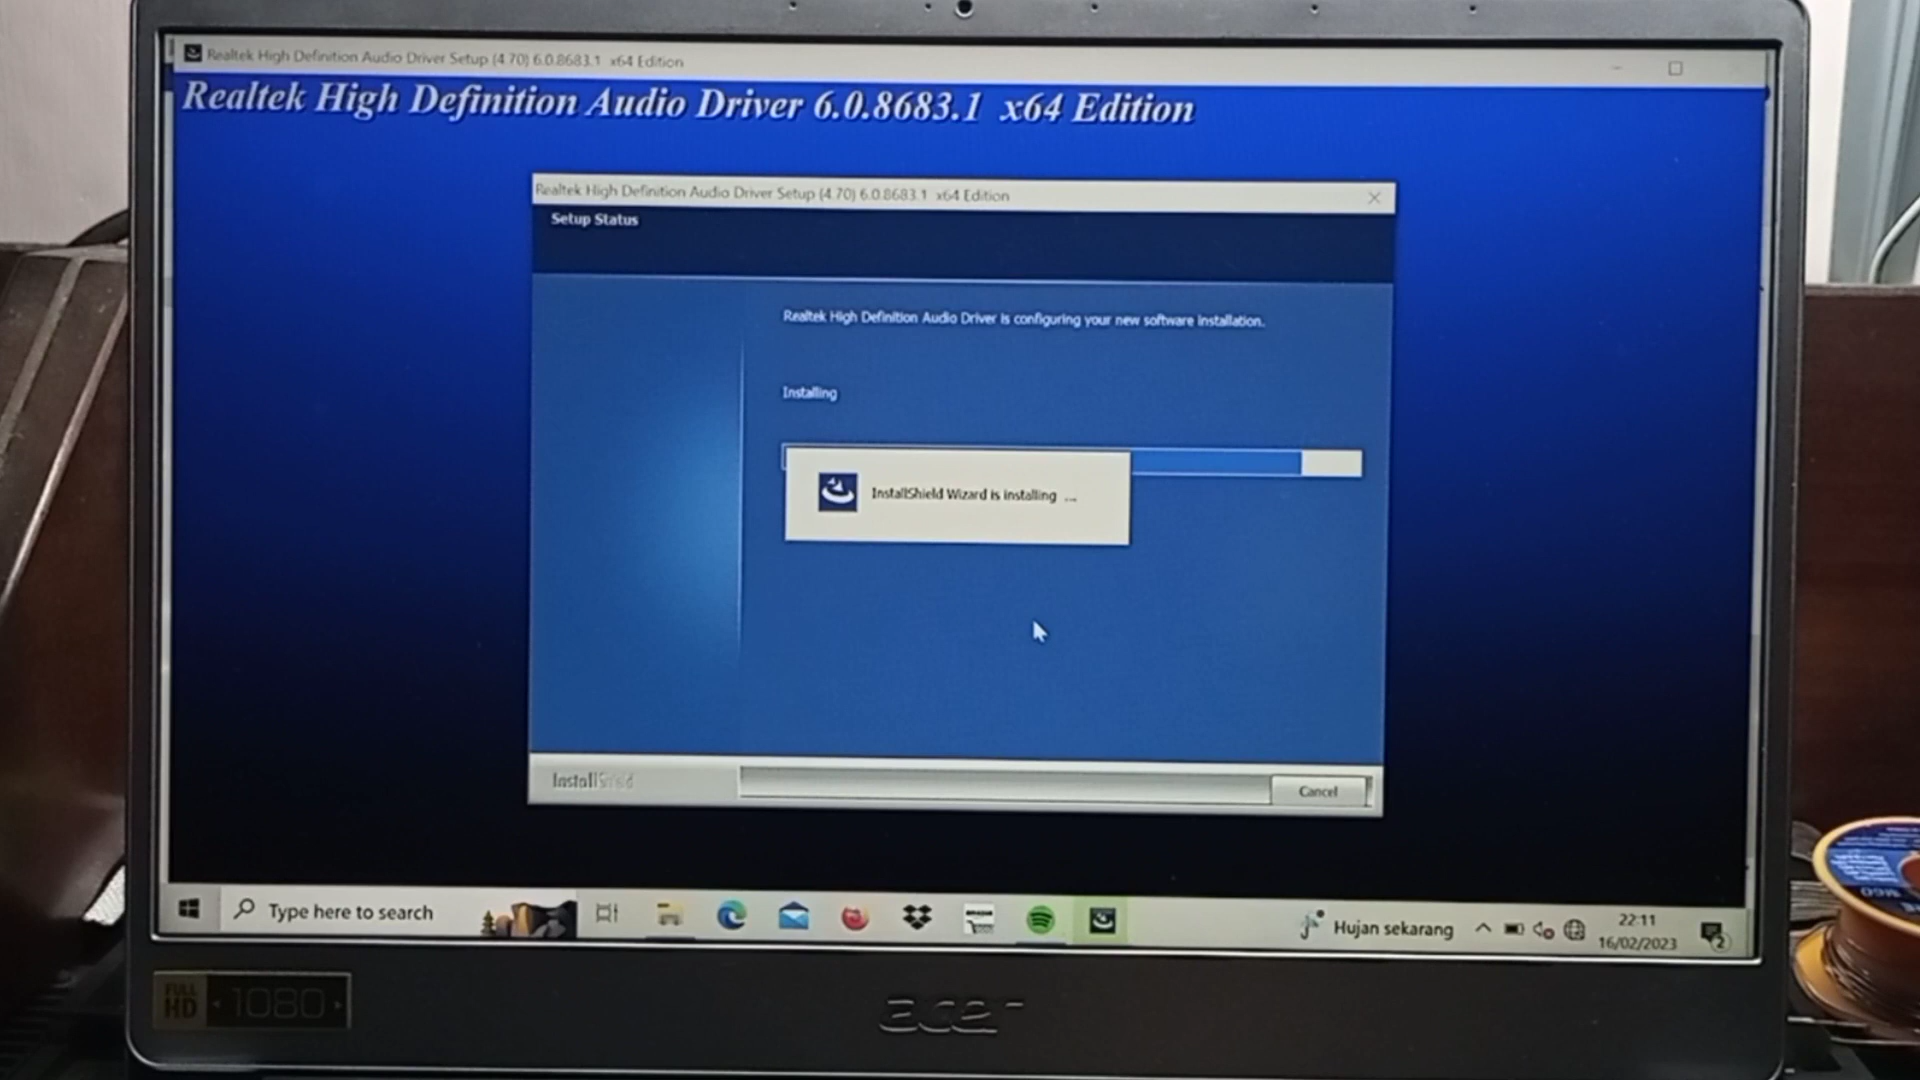 Realtek High Definition Audio Driver Setup (4.70) 6.0.8683.1 x64 Edition
Realtek High Definition Audio Driver 6.0.8683.1 x64 Edition
Realtek High Definition Audio Driver Setup (4.70) 6.0.8683.1 x64 Edition
Setup Status
Realtek High Definition Audio Driver is configuring your new software installation.
Installing
InstallShield Wizard is installing ...
InstallShield
Cancel
Type here to search
Hujan sekarang
22:11
16/02/2023
2
FULL HD
1080
acer